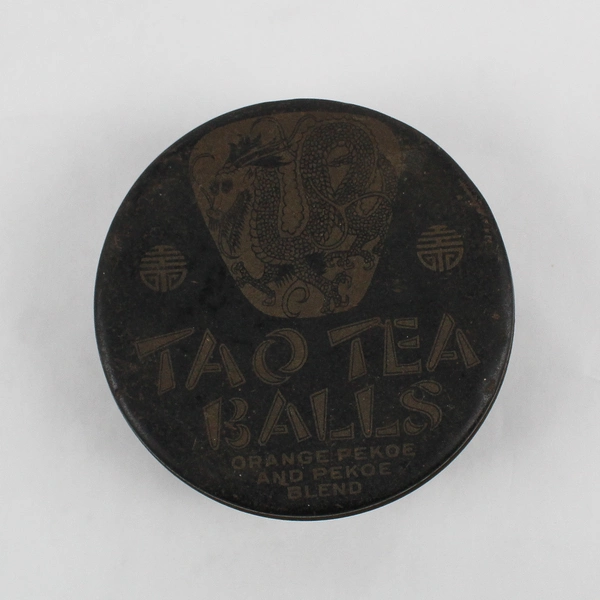 TAO TEA
BALLS
ORANGE PEKOE
AND PEKOE
BLEND